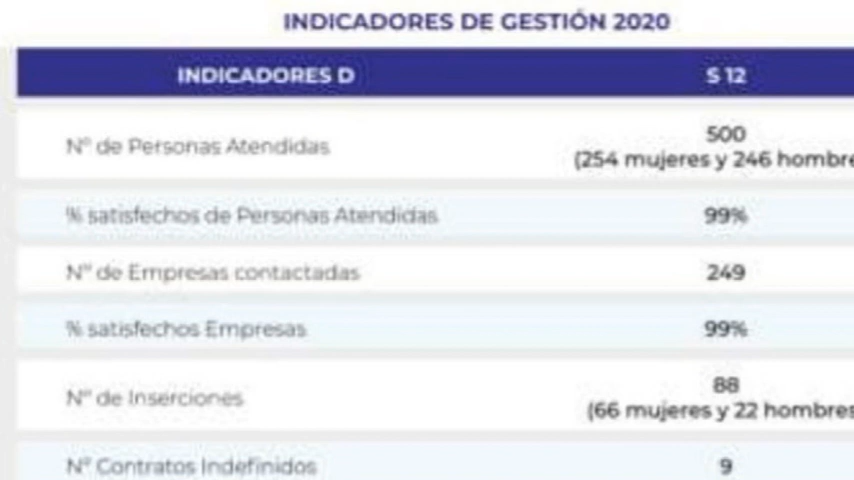 INDICADORES DE GESTIÓN 2020
INDICADORES D
S 12
Nº de Personas Atendidas
500
(254 mujeres y 246 hombre
% satisfechos de Personas Atendidas
99%
Nº de Empresas contactadas
249
% satisfechos Empresas
99%
Nº de Inserciones
88
(66 mujeres y 22 hombres
Nº Contratos Indefinidos
9